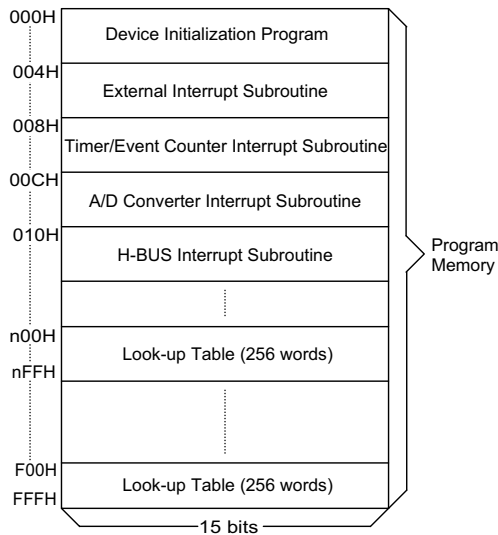 000H
Device Initialization Program
004H
External Interrupt Subroutine
008H
Timer/Event Counter Interrupt Subroutine
00CH
A/D Converter Interrupt Subroutine
010H
H-BUS Interrupt Subroutine
Program
Memory
n00H
Look-up Table (256 words)
nFFH
F00H
Look-up Table (256 words)
FFFH
15 bits